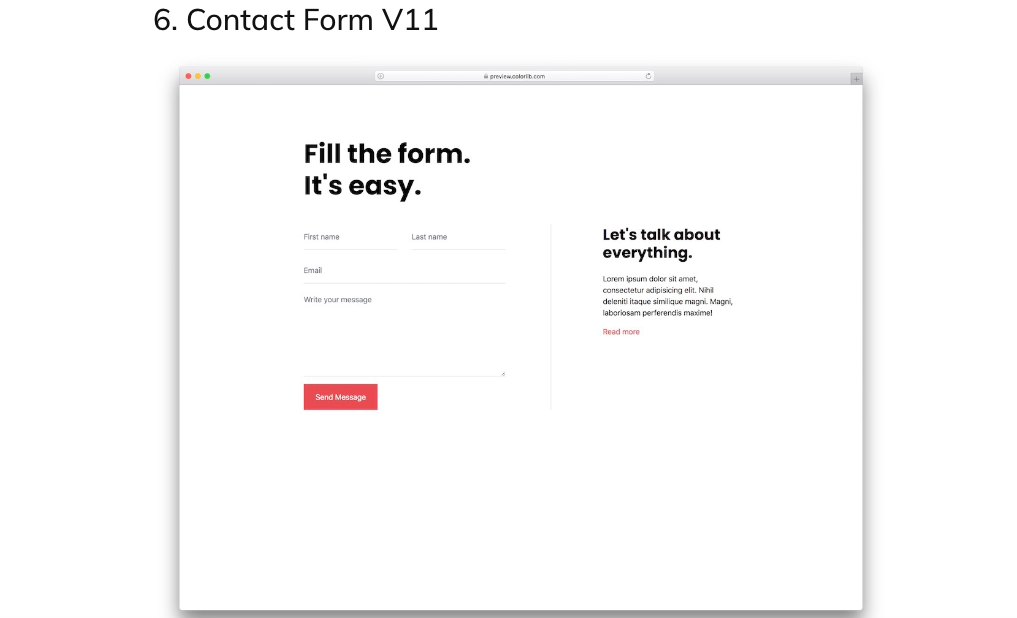 6. Contact Form V11
preview.colorlib.com
Fill the form.
It's easy.
First name
Last name
Email
Write your message
Send Message
Let's talk about
everything.
Lorem ipsum dolor sit amet,
consectetur adipisicing elit. Nihil
deleniti itaque similique magni. Magni,
laboriosam perferendis maxime!
Read more